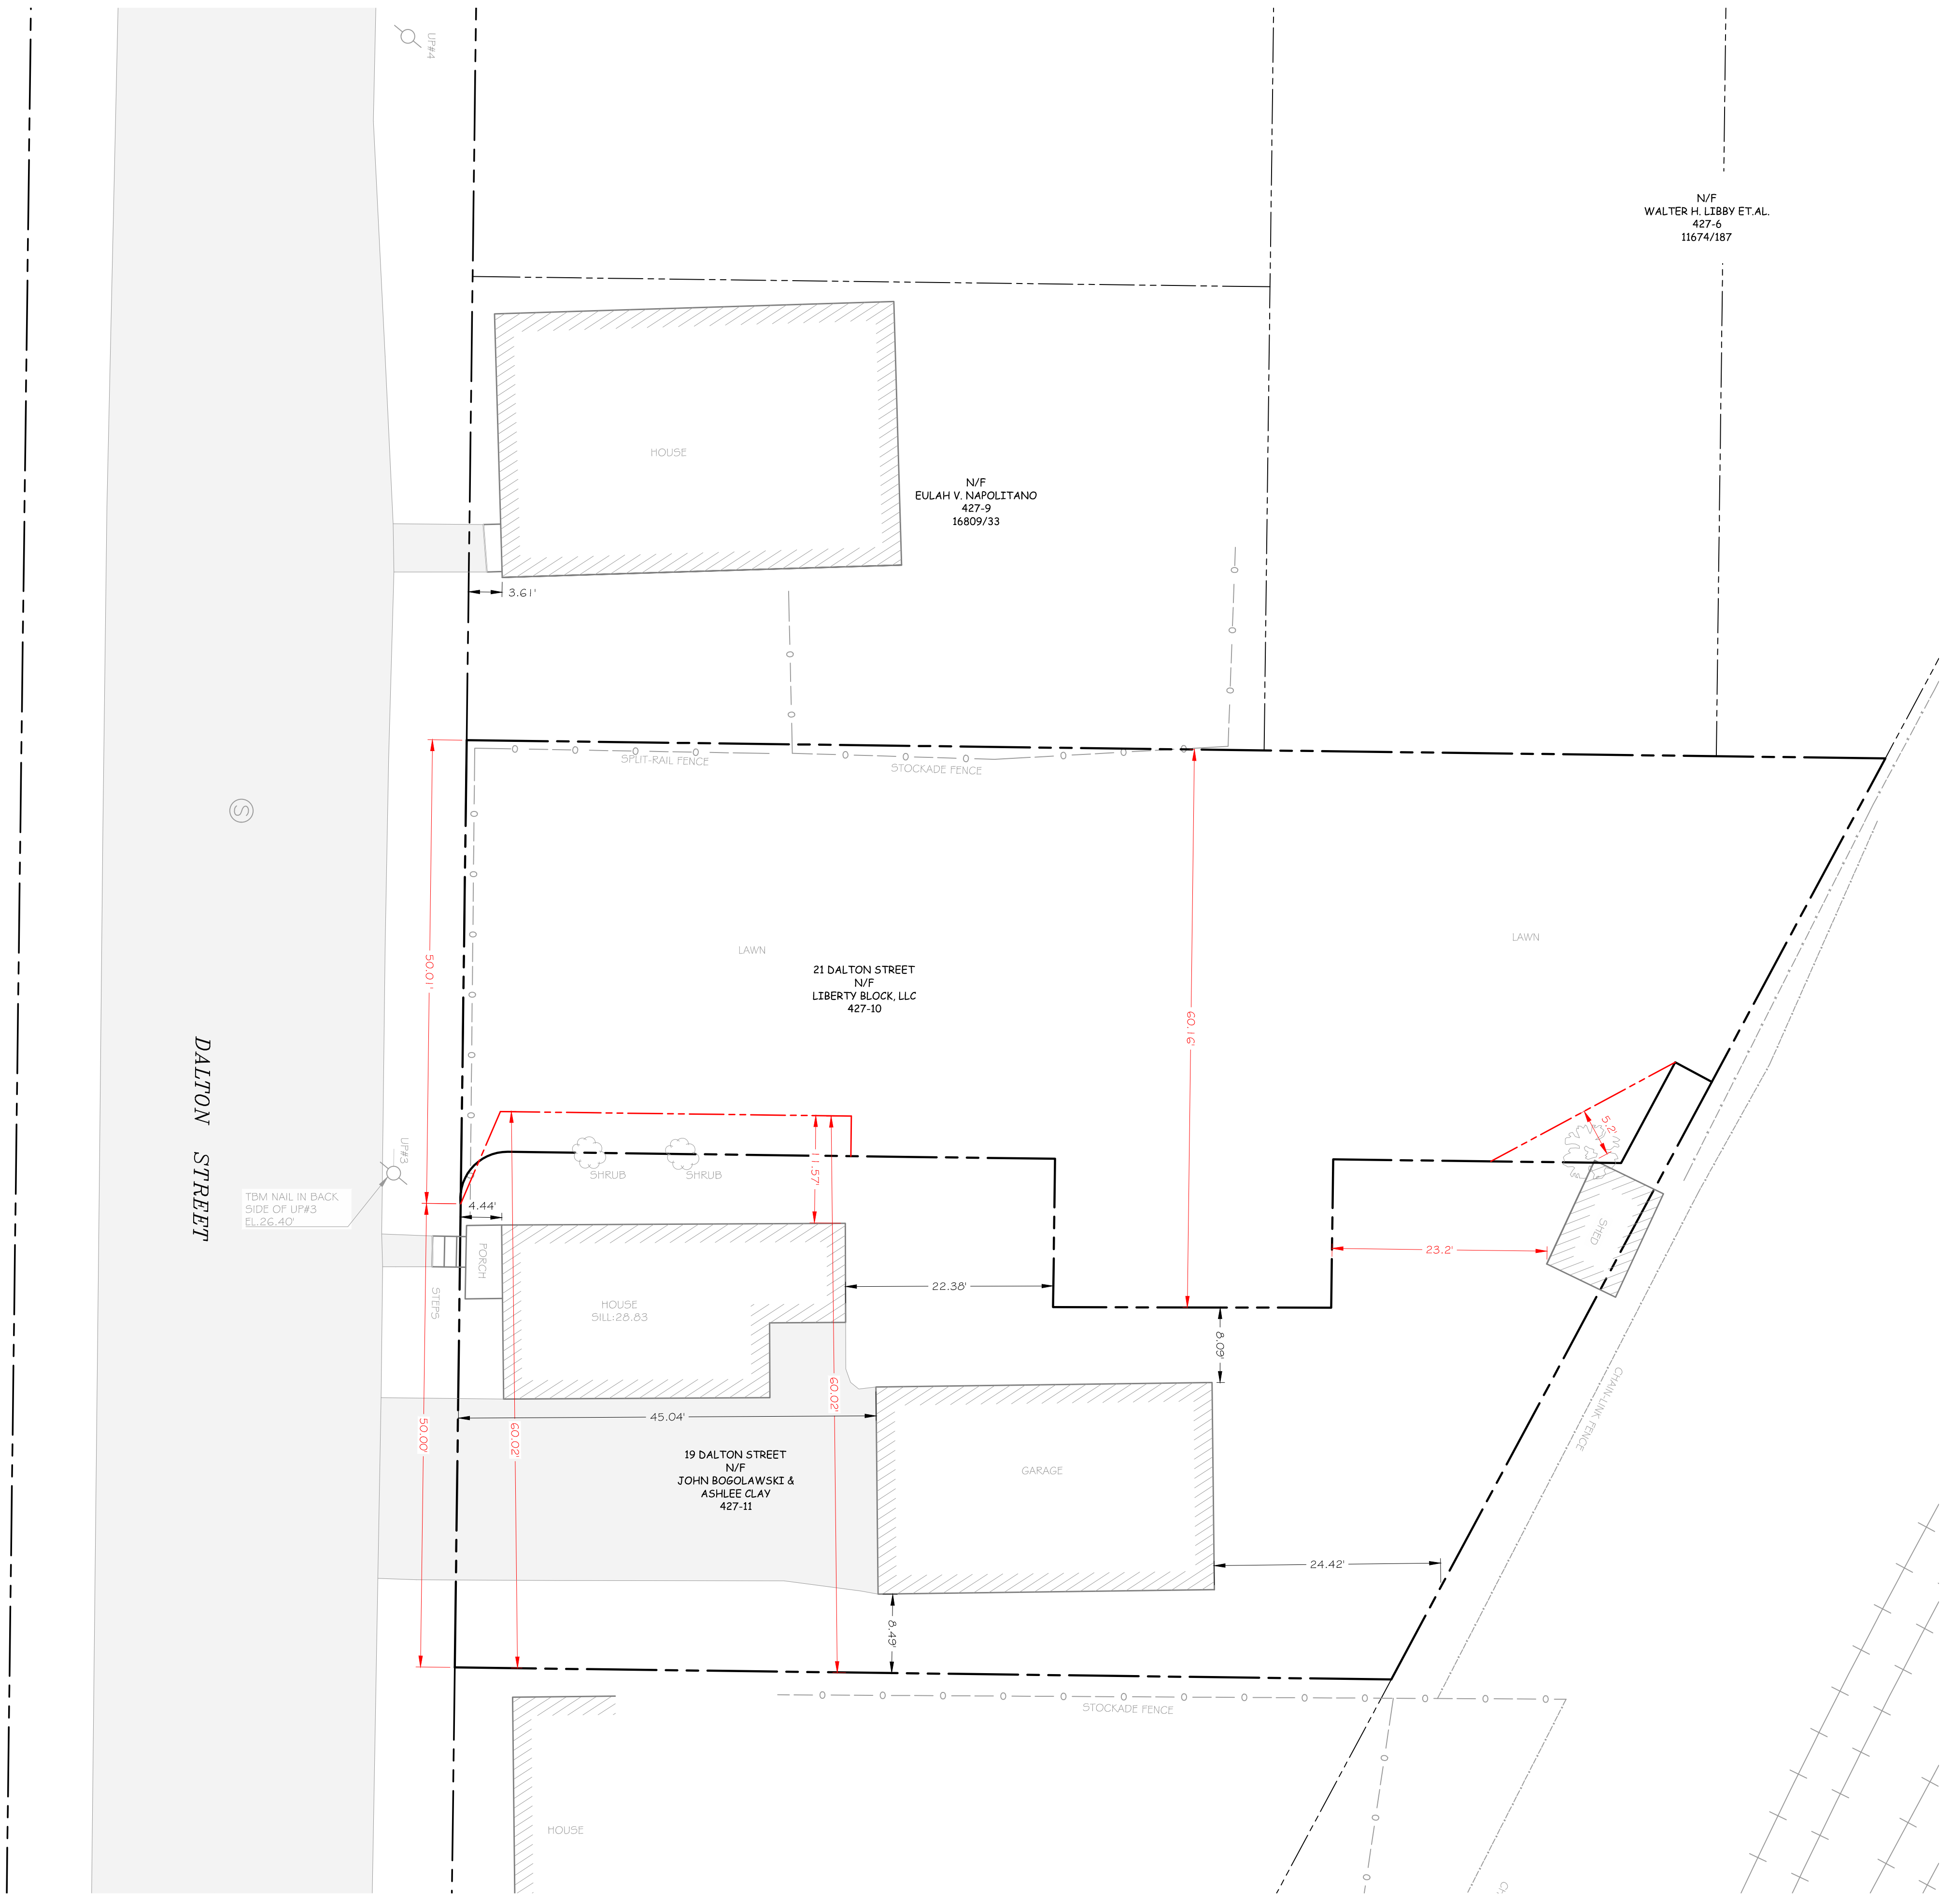 UP#4
N/F
WALTER H. LIBBY ET.AL.
427-6
11674/187
HOUSE
N/F
EULAH V. NAPOLITANO
427-9
16809/33
3.61'
SPLIT-RAIL FENCE
STOCKADE FENCE
S
50.01'
LAWN
LAWN
21 DALTON STREET
N/F
LIBERTY BLOCK, LLC
427-10
60.16'
DALTON STREET
5.2'
UP#3
SHRUB
SHRUB
11.57'
TBM NAIL IN BACK
SIDE OF UP#3
EL.26.40'
4.44'
PORCH
SHED
23.2'
STEPS
HOUSE
SILL:28.83
22.38'
8.09'
60.02'
60.02'
50.00'
45.04'
CHAIN-LINK FENCE
19 DALTON STREET
N/F
JOHN BOGOLAWSKI &
ASHLEE CLAY
427-11
GARAGE
24.42'
8.49'
STOCKADE FENCE
HOUSE